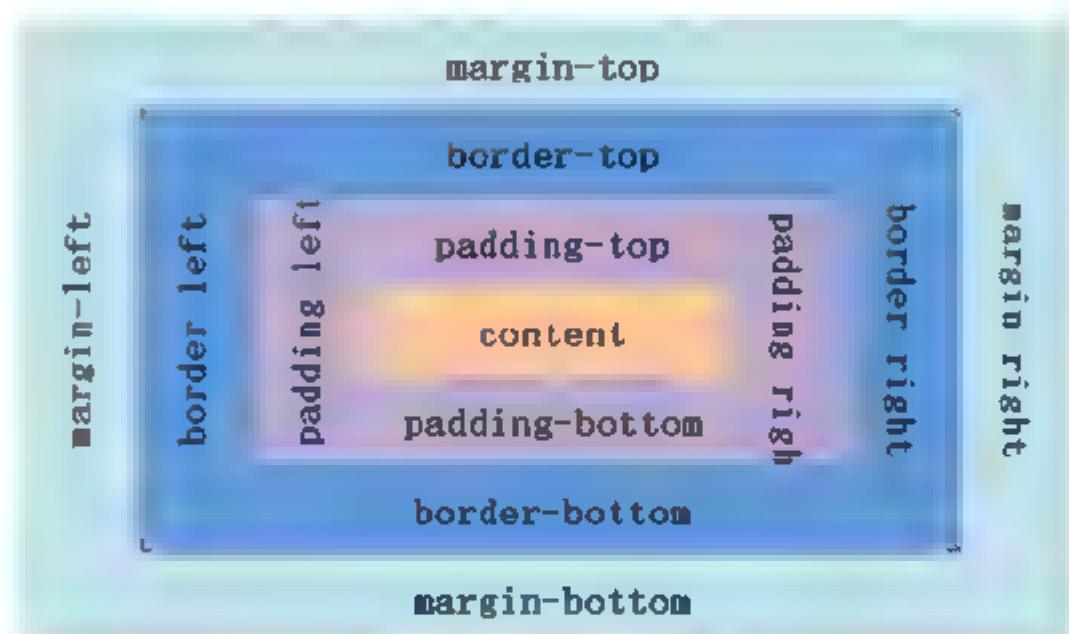 margin-top
border-top
padding-top
content
padding-bottom
border-bottom
margin-bottom
margin-left
border left
padding left
padding righ
border right
margin right